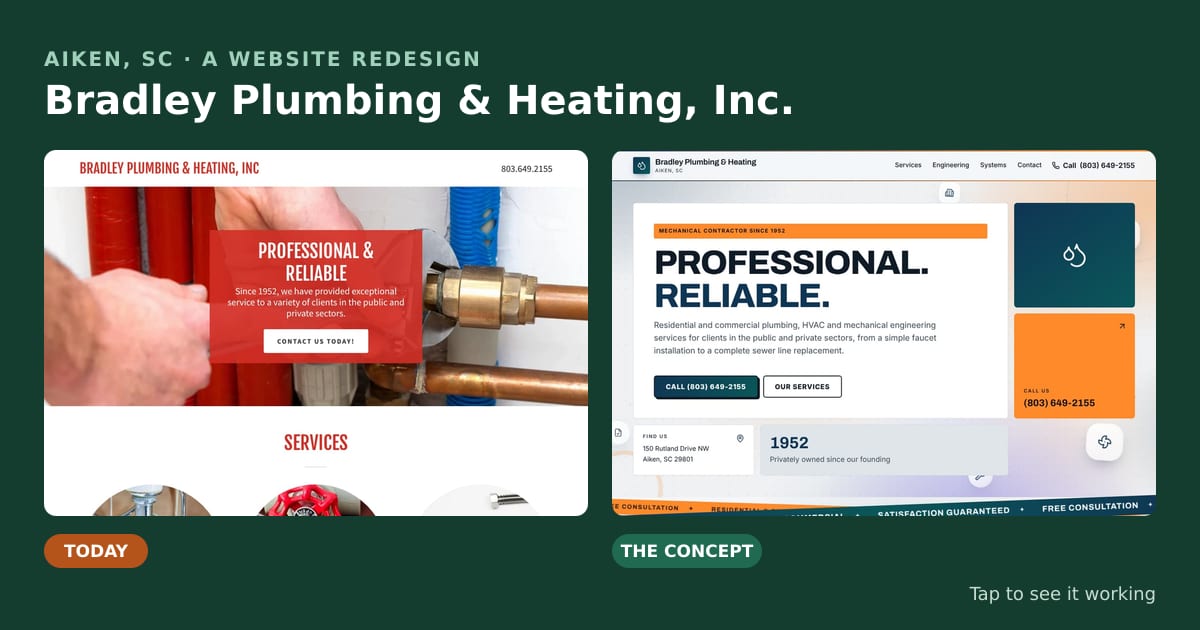 AIKEN, SC · A WEBSITE REDESIGN
Bradley Plumbing & Heating, Inc.
BRADLEY PLUMBING & HEATING, INC
803.649.2155
PROFESSIONAL &
RELIABLE
Since 1952, we have provided exceptional
service to a variety of clients in the public and
private sectors.
CONTACT US TODAY!
SERVICES
TODAY
Bradley Plumbing & Heating
AIKEN, SC
Services
Engineering
Systems
Contact
Call (803) 649-2155
MECHANICAL CONTRACTOR SINCE 1952
PROFESSIONAL.
RELIABLE.
Residential and commercial plumbing, HVAC and mechanical engineering
services for clients in the public and private sectors, from a simple faucet
installation to a complete sewer line replacement.
CALL (803) 649-2155
OUR SERVICES
CALL US
(803) 649-2155
FIND US
150 Rutland Drive NW
Aiken, SC 29801
1952
Privately owned since our founding
CONSULTATION
SATISFACTION GUARANTEED
FREE CONSULTATION
THE CONCEPT
Tap to see it working